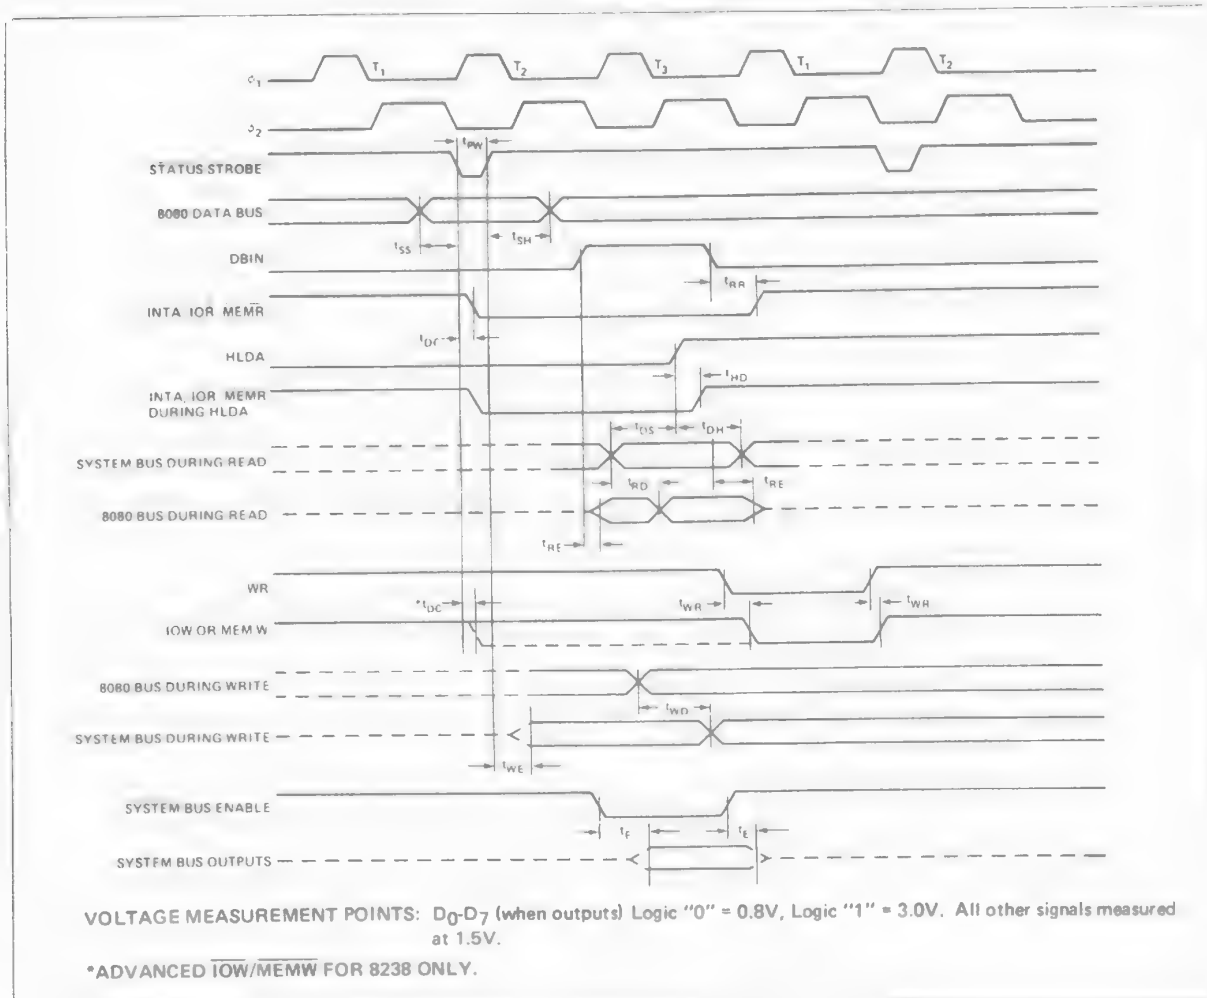 T1 T2 T3 T1 T2
φ1
φ2
tPW
STATUS STROBE
8080 DATA BUS
tSS tSH
DBIN
tRR
INTA IOR MEMR
tDC
HLDA
tHD
INTA, IOR MEMR
DURING HLDA
tDS tDH
SYSTEM BUS DURING READ
tRD tRE
8080 BUS DURING READ
tRE
WR
*tDC tWR tWR
IOW OR MEM W
8080 BUS DURING WRITE
tWD
SYSTEM BUS DURING WRITE
tWE
SYSTEM BUS ENABLE
tE tE
SYSTEM BUS OUTPUTS
VOLTAGE MEASUREMENT POINTS: D0-D7 (when outputs) Logic "0" = 0.8V, Logic "1" = 3.0V. All other signals measured
at 1.5V.
*ADVANCED IOW/MEMW FOR 8238 ONLY.